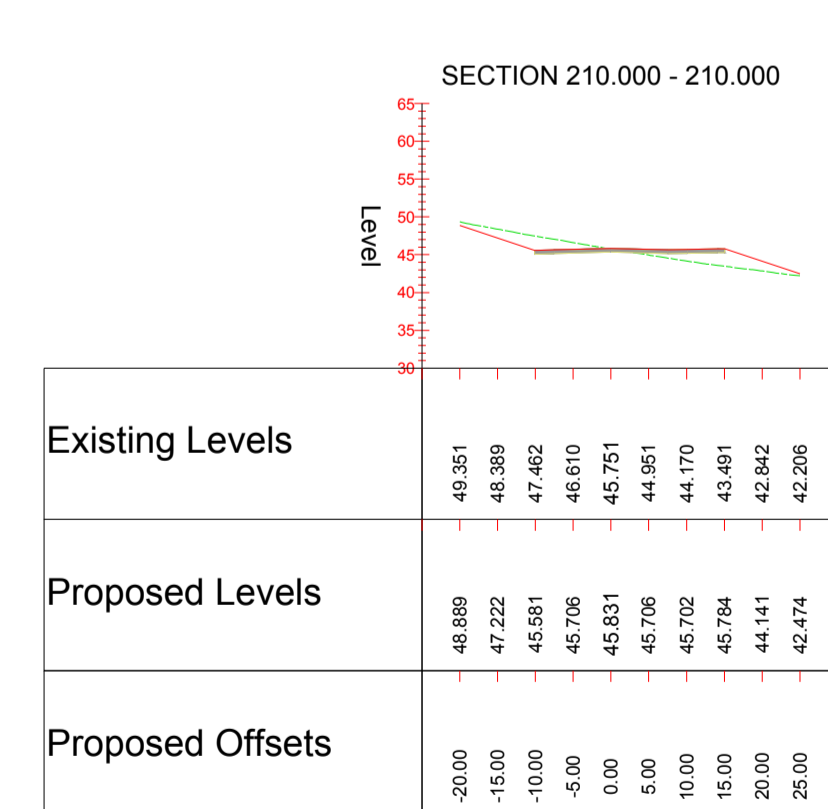 SECTION 210.000 - 210.000
Level
65
60
55
50
45
40
35
30
Existing Levels
49.351 48.389 47.462 46.610 45.751 44.951 44.170 43.491 42.842 42.206
Proposed Levels
48.889 47.222 45.581 45.706 45.831 45.706 45.702 45.784 44.141 42.474
Proposed Offsets
-20.00 -15.00 -10.00 -5.00 0.00 5.00 10.00 15.00 20.00 25.00